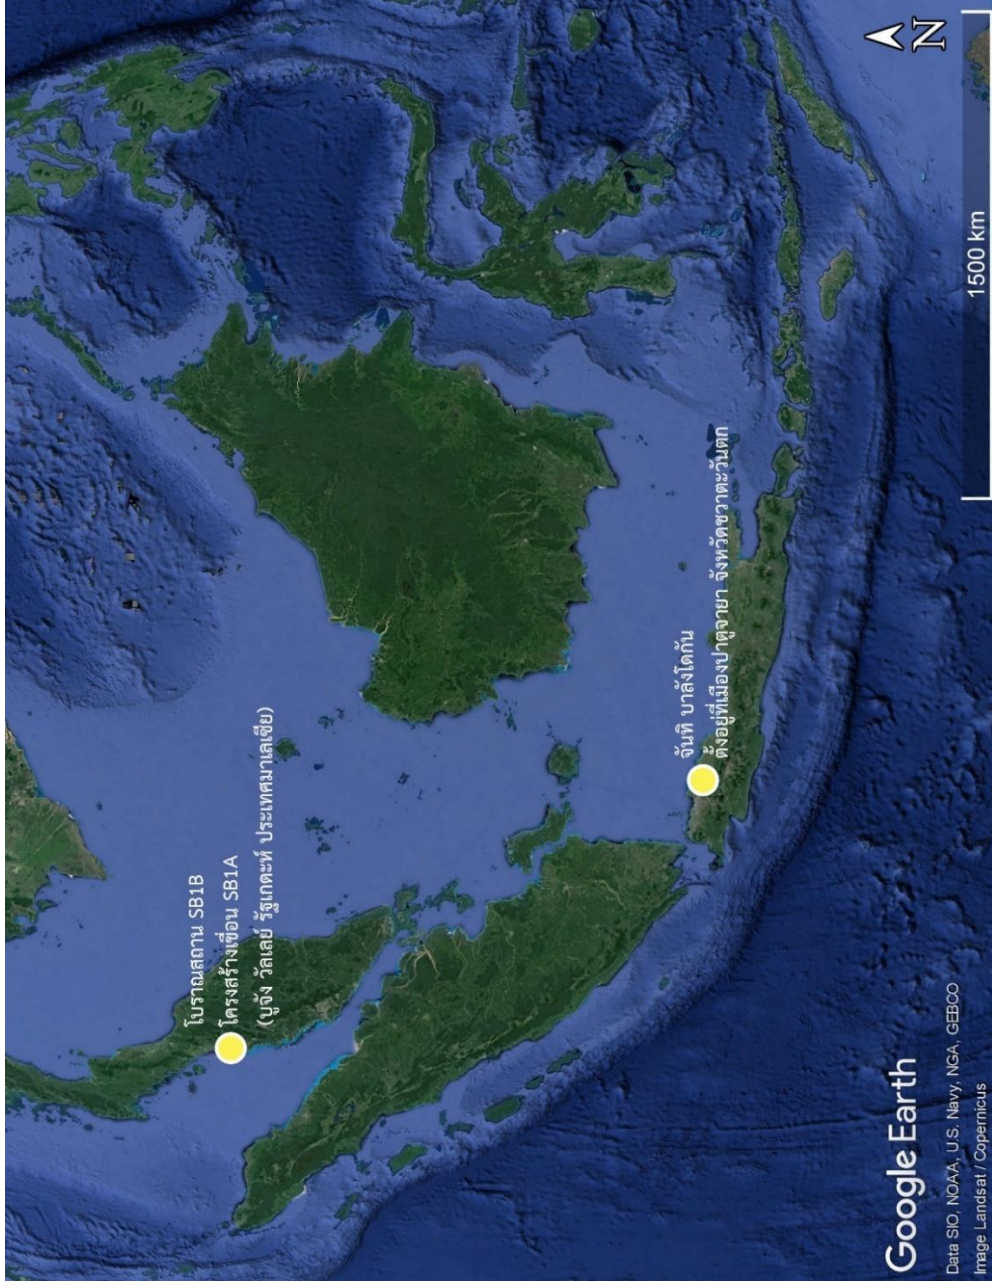 โบราณสถาน SB1B
โครงสร้างเขื่อน SB1A
(บูจัง วัลเลย์ รัฐเกดะห์ ประเทศมาเลเซีย)
จันทิ บาลังโดกัน
ตั้งอยู่ที่เมืองปาตูจายา จังหวัดชวาตะวันตก
N
1500 km
Google Earth
Data SIO, NOAA, U.S. Navy, NGA, GEBCO
Image Landsat / Copernicus